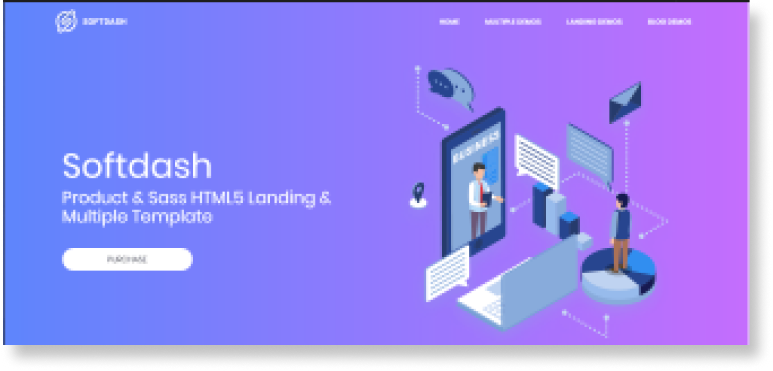 SOFTDASH
HOME MULTIPLE DEMOS LANDING DEMOS BLOG DEMOS
BUSINESS
Softdash
Product & Sass HTML5 Landing &
Multiple Template
PURCHASE